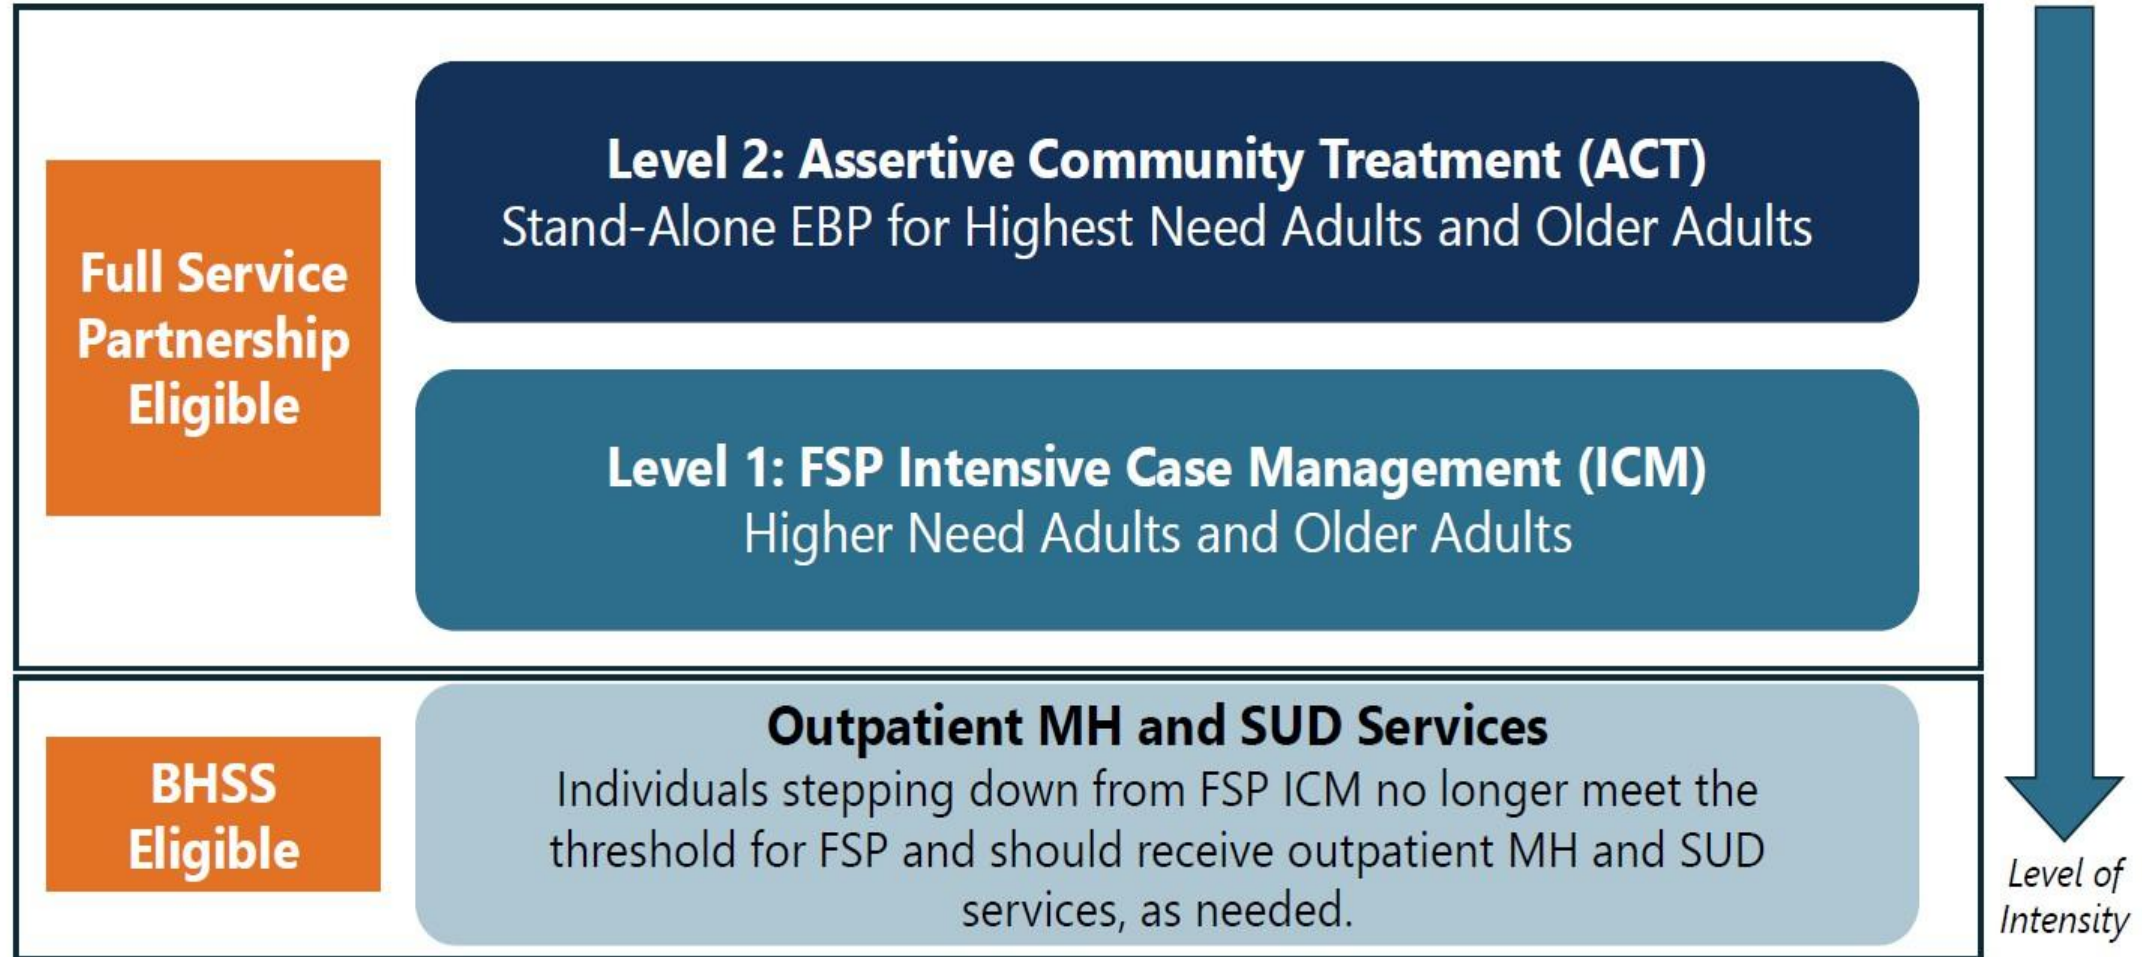 Full Service
Partnership
Eligible
Level 2: Assertive Community Treatment (ACT)
Stand-Alone EBP for Highest Need Adults and Older Adults
Level 1: FSP Intensive Case Management (ICM)
Higher Need Adults and Older Adults
BHSS
Eligible
Outpatient MH and SUD Services
Individuals stepping down from FSP ICM no longer meet the
threshold for FSP and should receive outpatient MH and SUD
services, as needed.
Level of
Intensity